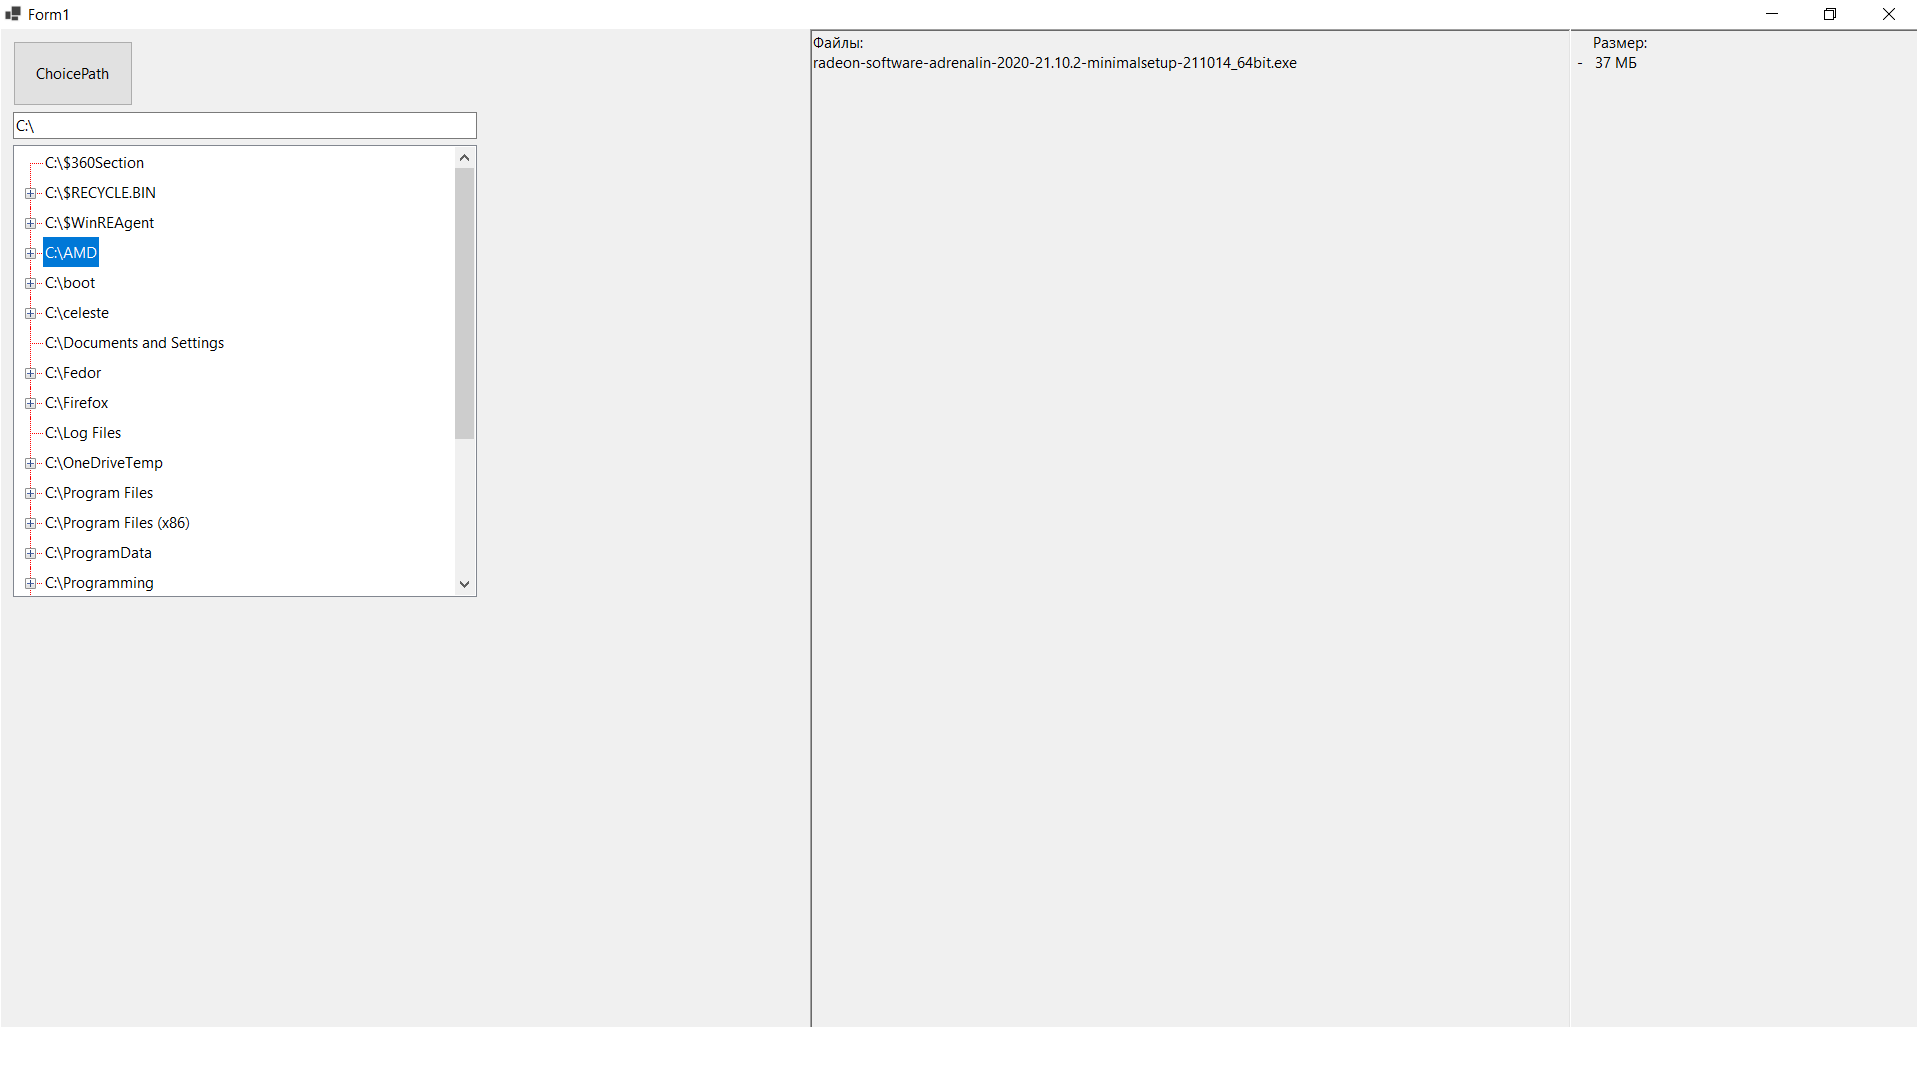 Form1
ChoicePath
C:\
C:\$360Section
C:\$RECYCLE.BIN
C:\$WinREAgent
C:\AMD
C:\boot
C:\celeste
C:\Documents and Settings
C:\Fedor
C:\Firefox
C:\Log Files
C:\OneDriveTemp
C:\Program Files
C:\Program Files (x86)
C:\ProgramData
C:\Programming
Файлы: Размер:
radeon-software-adrenalin-2020-21.10.2-minimalsetup-211014_64bit.exe - 37 МБ